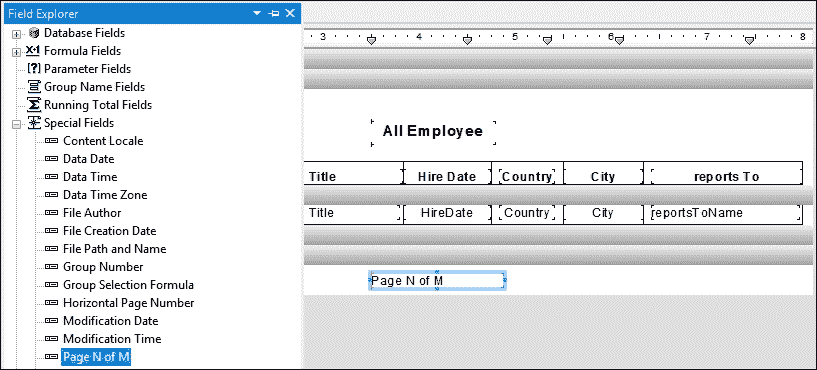 Field Explorer
Database Fields
Formula Fields
Parameter Fields
Group Name Fields
Running Total Fields
Special Fields
Content Locale
Data Date
Data Time
Data Time Zone
File Author
File Creation Date
File Path and Name
Group Number
Group Selection Formula
Horizontal Page Number
Modification Date
Modification Time
Page N of M
3 4 5 6 7 8
All Employee
Title Hire Date Country City reports To
Title HireDate Country City reportsToName
Page N of M